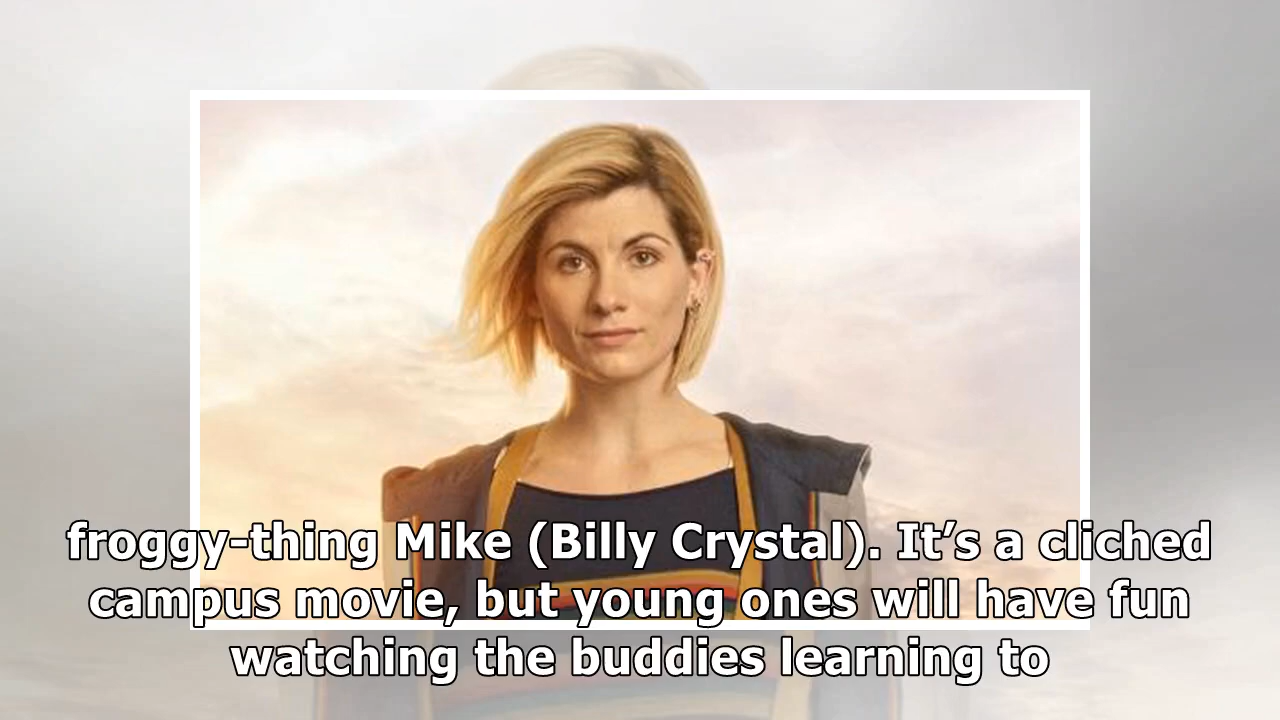 froggy-thing Mike (Billy Crystal). It’s a cliched
campus movie, but young ones will have fun
watching the buddies learning to